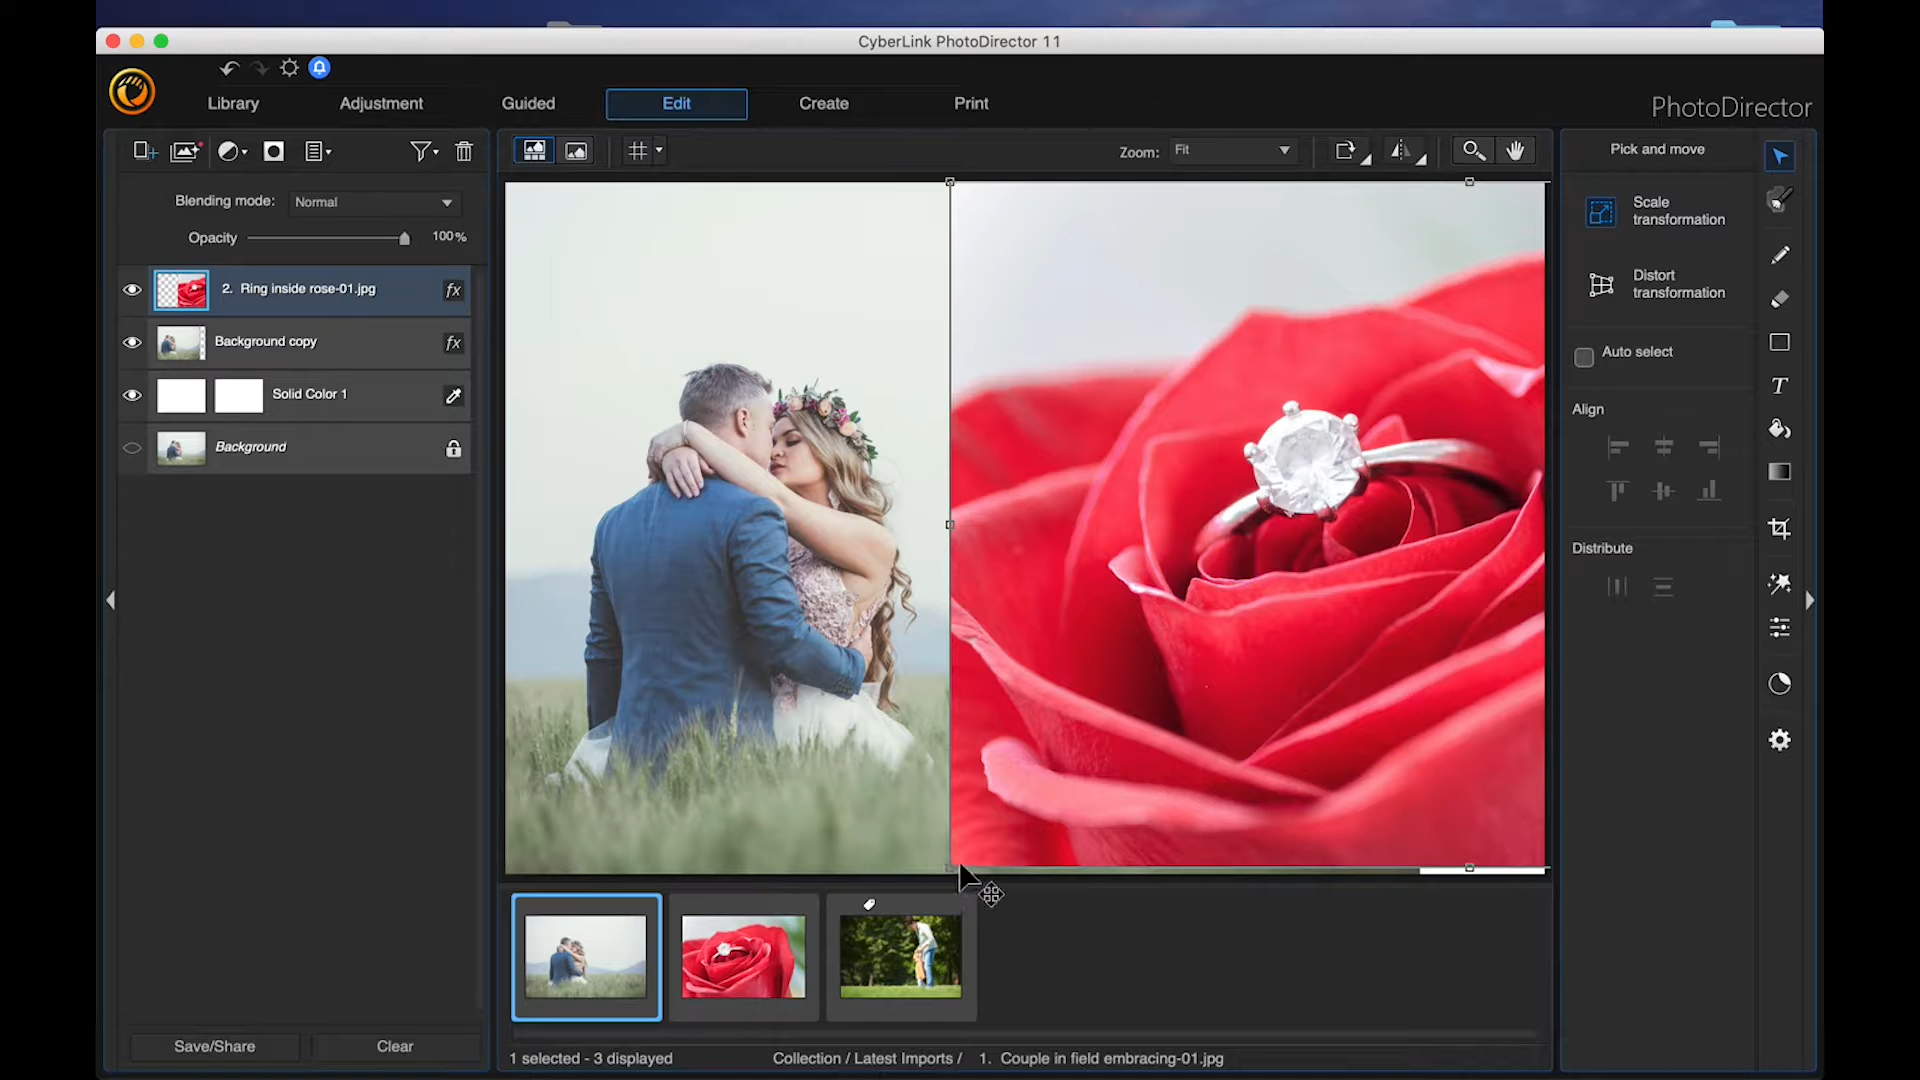 CyberLink PhotoDirector 11
Library
Adjustment
Guided
Edit
Create
Print
PhotoDirector
Zoom:
Fit
Pick and move
Blending mode:
Normal
Opacity
100%
Scale
transformation
Distort
transformation
Auto select
Align
Distribute
2. Ring inside rose-01.jpg
fx
Background copy
fx
Solid Color 1
Background
T
Save/Share
Clear
1 selected - 3 displayed
Collection / Latest Imports /
1. Couple in field embracing-01.jpg